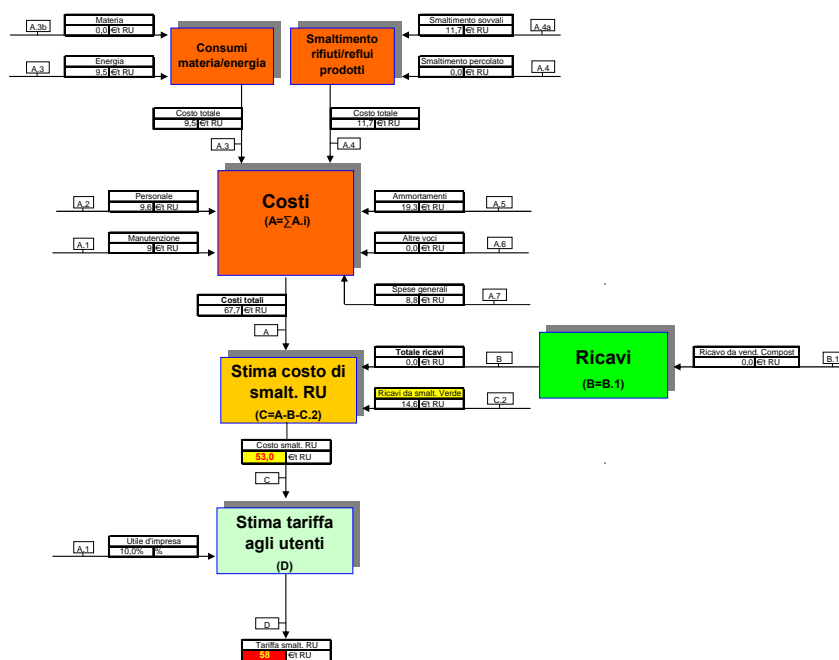 Materia
A.3b
0,0 €/t RU
Energia
A.3
9,5 €/t RU
Consumi
materia/energia
Smaltimento
rifiuti/reflui
prodotti
Smaltimento sovvali
11,7 €/t RU
A.4a
Smaltimento percolato
0,0 €/t RU
A.4
Costo totale
9,5 €/t RU
A.3
Costo totale
11,7 €/t RU
A.4
A.2
Personale
9,6 €/t RU
A.1
Manutenzione
9 €/t RU
Costi
(A=∑A.i)
Ammortamenti
19,3 €/t RU
A.5
Altre voci
0,0 €/t RU
A.6
Spese generali
8,8 €/t RU
A.7
Costi totali
67,7 €/t RU
A
Stima costo di
smalt. RU
(C=A-B-C.2)
Totale ricavi
0,0 €/t RU
B
Ricavi da smalt. Verde
14,6 €/t RU
C.2
Ricavi
(B=B.1)
Ricavo da vend. Compost
0,0 €/t RU
B.1
Costo smalt. RU
53,0 €/t RU
C
Stima tariffa
agli utenti
(D)
A.1
Utile d'impresa
10,0% %
D
Tariffa smalt. RU
58 €/t RU